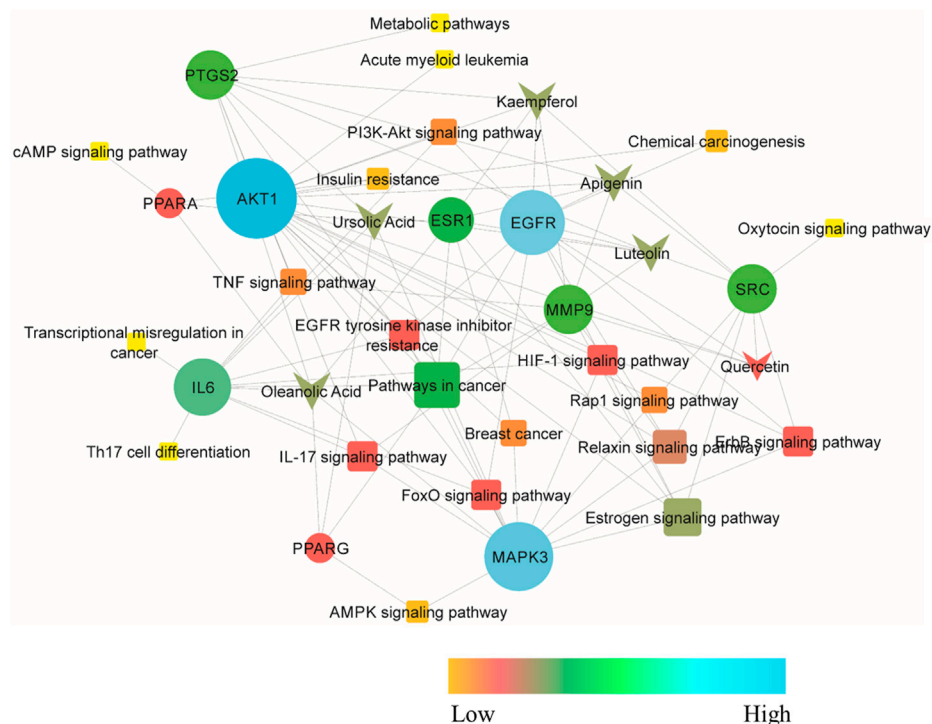 Metabolic pathways
Acute myeloid leukemia
PTGS2
Kaempferol
PI3K-Akt signaling pathway
Chemical carcinogenesis
cAMP signaling pathway
Insulin resistance
Apigenin
PPARA
AKT1
Ursolic Acid
ESR1
EGFR
Oxytocin signaling pathway
Luteolin
TNF signaling pathway
SRC
MMP9
Transcriptional misregulation in
cancer
EGFR tyrosine kinase inhibitor
resistance
HIF-1 signaling pathway
Quercetin
IL6
Oleanolic Acid
Pathways in cancer
Rap1 signaling pathway
Breast cancer
Relaxin signaling pathway
ErbB signaling pathway
Th17 cell differentiation
IL-17 signaling pathway
FoxO signaling pathway
Estrogen signaling pathway
PPARG
MAPK3
AMPK signaling pathway
Low
High